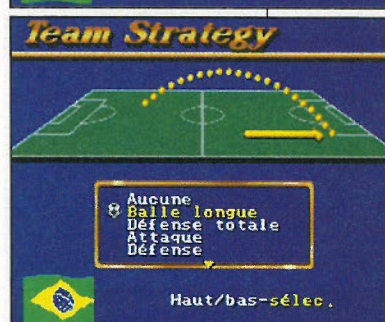 Team Strategy
Aucune
Balle longue
Défense totale
Attaque
Défense
Haut/bas-sélec.